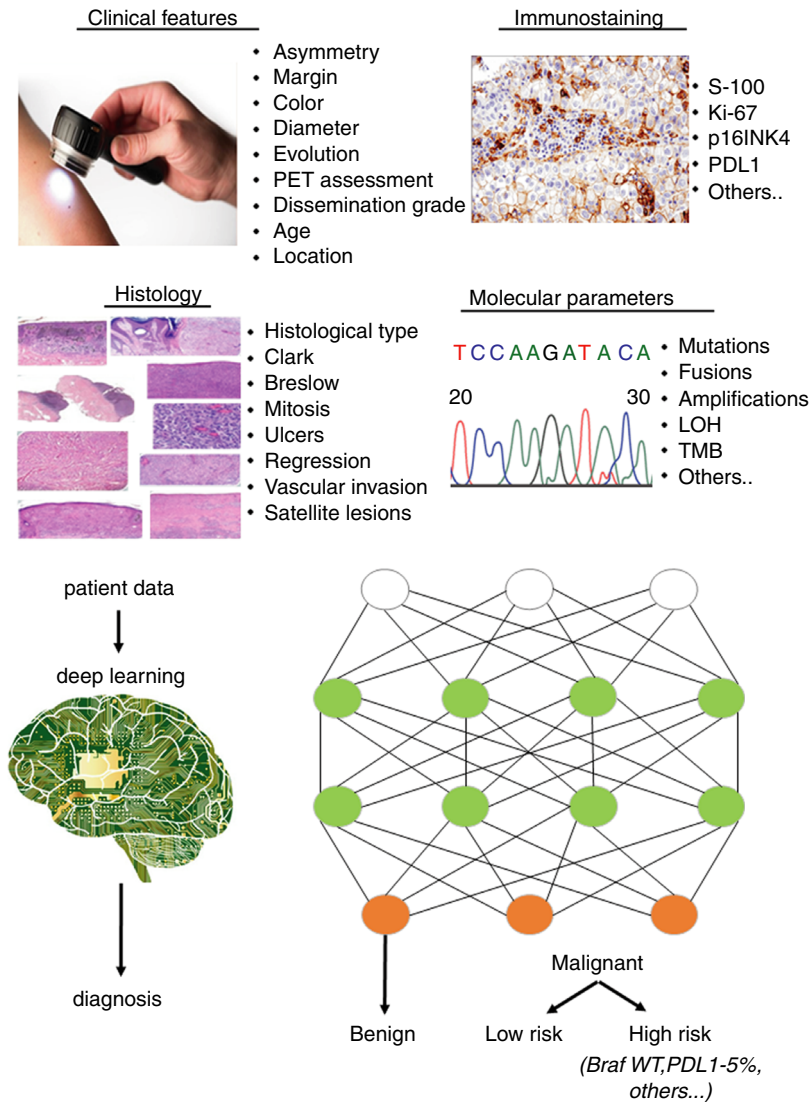 Clinical features
• Asymmetry
• Margin
• Color
• Diameter
• Evolution
• PET assessment
• Dissemination grade
• Age
• Location
Immunostaining
• S-100
• Ki-67
• p16INK4
• PDL1
• Others..
Histology
• Histological type
• Clark
• Breslow
• Mitosis
• Ulcers
• Regression
• Vascular invasion
• Satellite lesions
Molecular parameters
TCCAAGATACA
20 30
• Mutations
• Fusions
• Amplifications
• LOH
• TMB
• Others..
patient data
deep learning
diagnosis
Malignant
Benign
Low risk
High risk
(Braf WT,PDL1-5%,
others...)